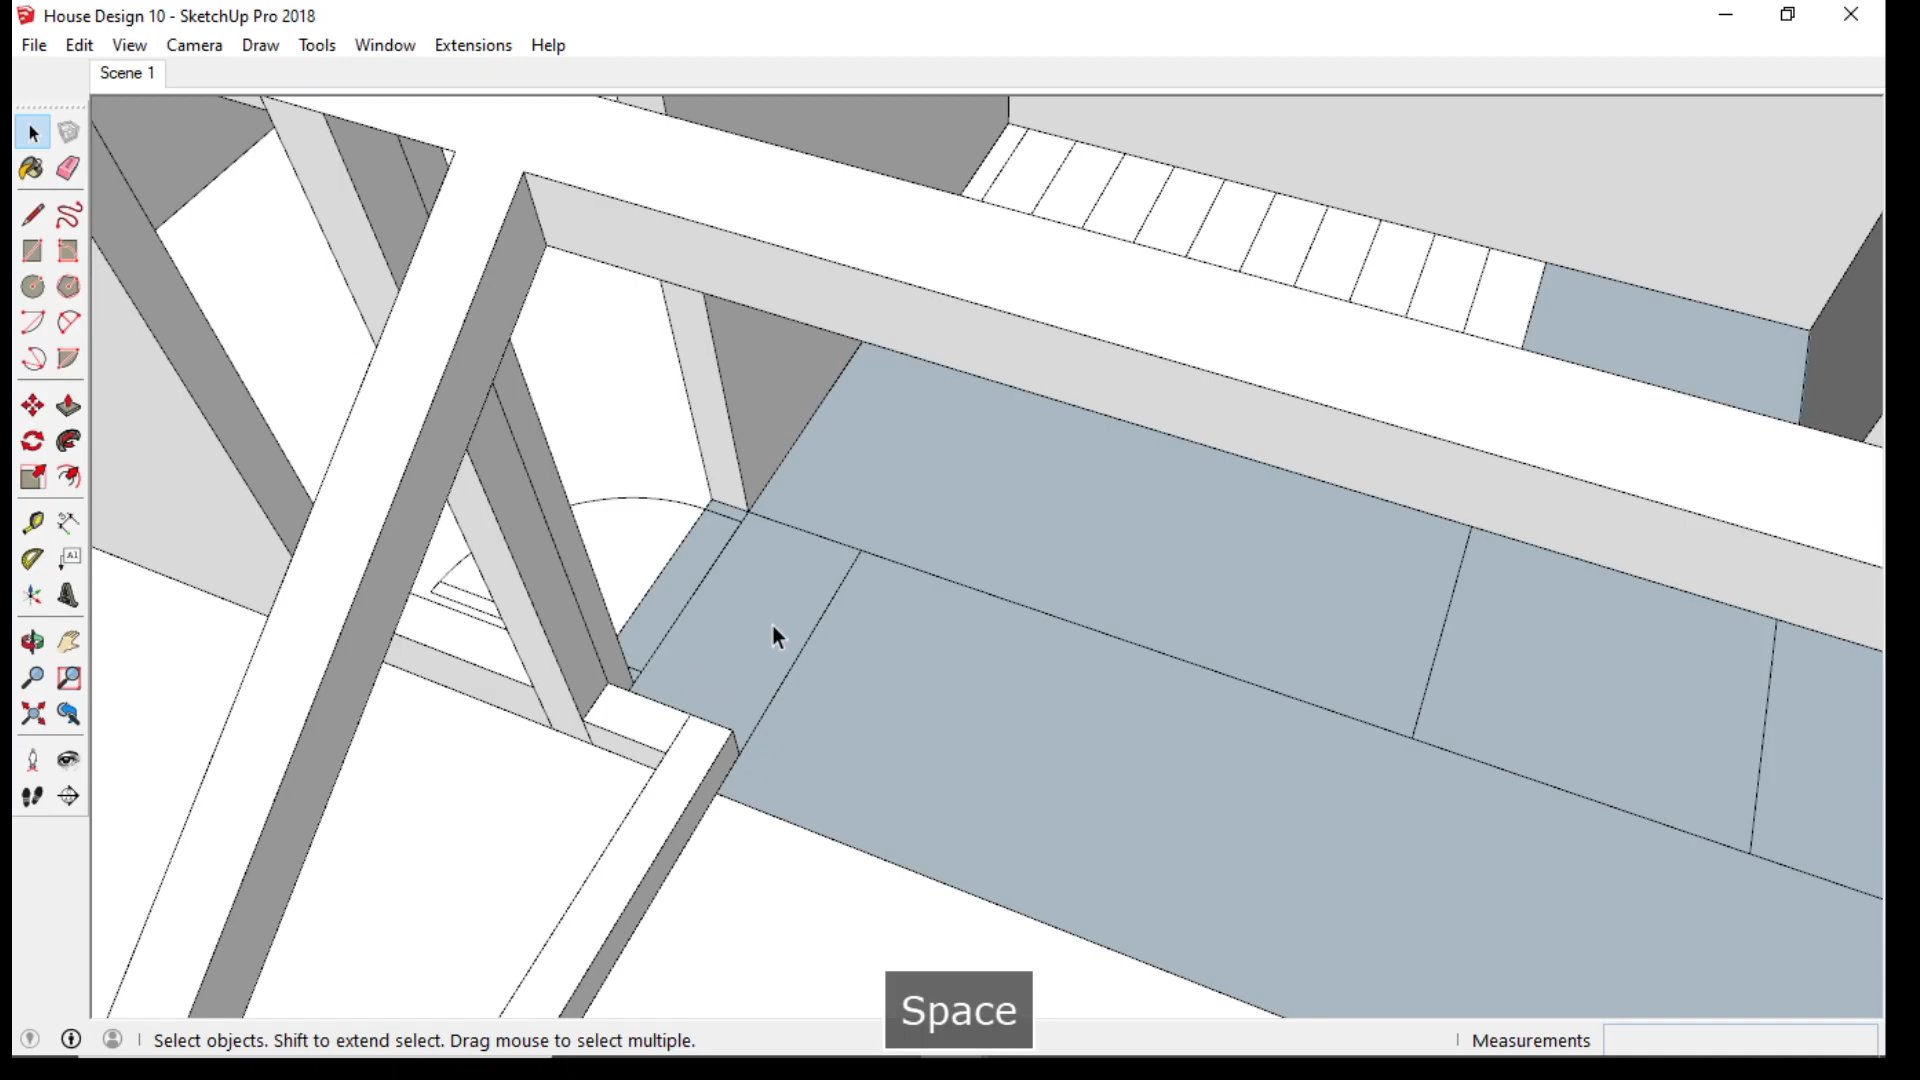 House Design 10 - SketchUp Pro 2018
File Edit View Camera Draw Tools Window Extensions Help
Scene 1
A1
Space
Select objects. Shift to extend select. Drag mouse to select multiple.
Measurements